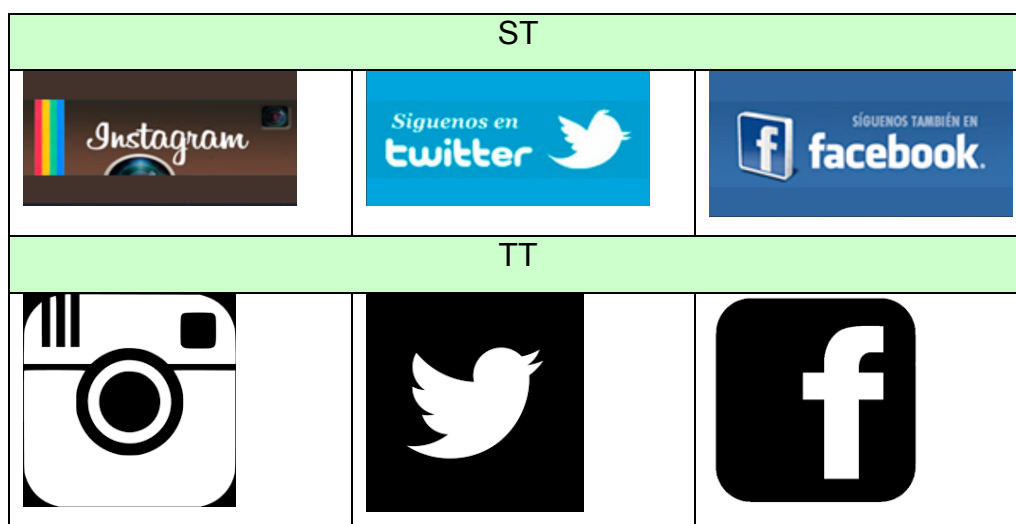 ST
Instagram
Siguenos en
twitter
SÍGUENOS TAMBIÉN EN
facebook.
TT
f